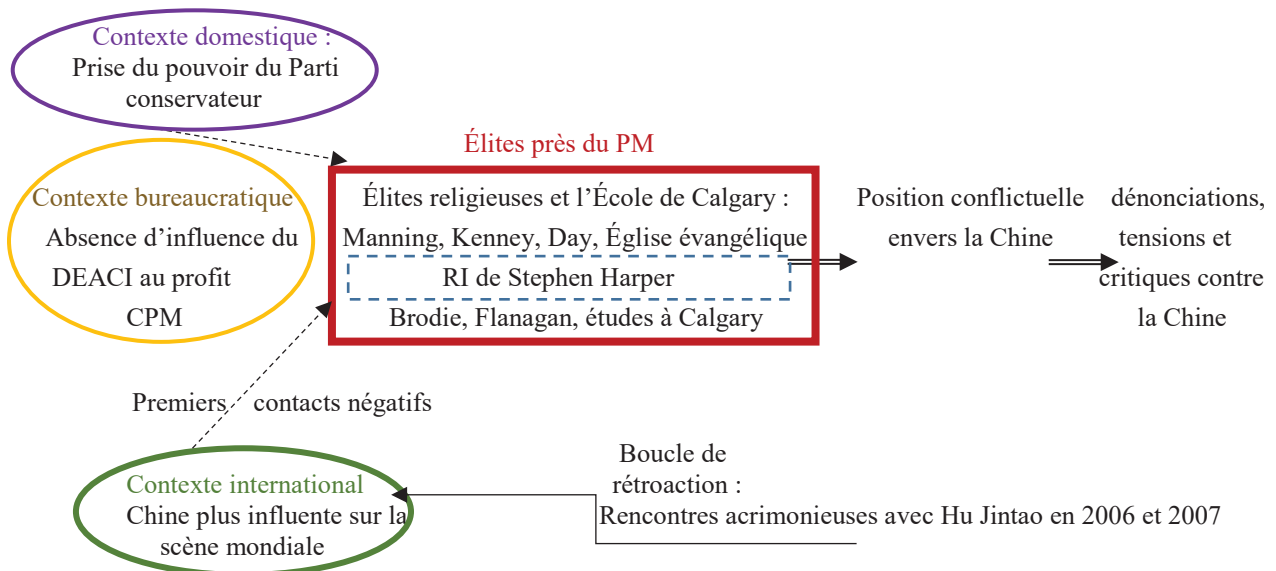 Contexte domestique :
Prise du pouvoir du Parti
conservateur
Élites près du PM
Contexte bureaucratique
Absence d’influence du
DEACI au profit
CPM
Élites religieuses et l’École de Calgary :
Manning, Kenney, Day, Église évangélique
RI de Stephen Harper
Brodie, Flanagan, études à Calgary
Position conflictuelle
envers la Chine
dénonciations,
tensions et
critiques contre
la Chine
Premiers contacts négatifs
Contexte international
Chine plus influente sur la
scène mondiale
Boucle de
rétroaction :
Rencontres acrimonieuses avec Hu Jintao en 2006 et 2007